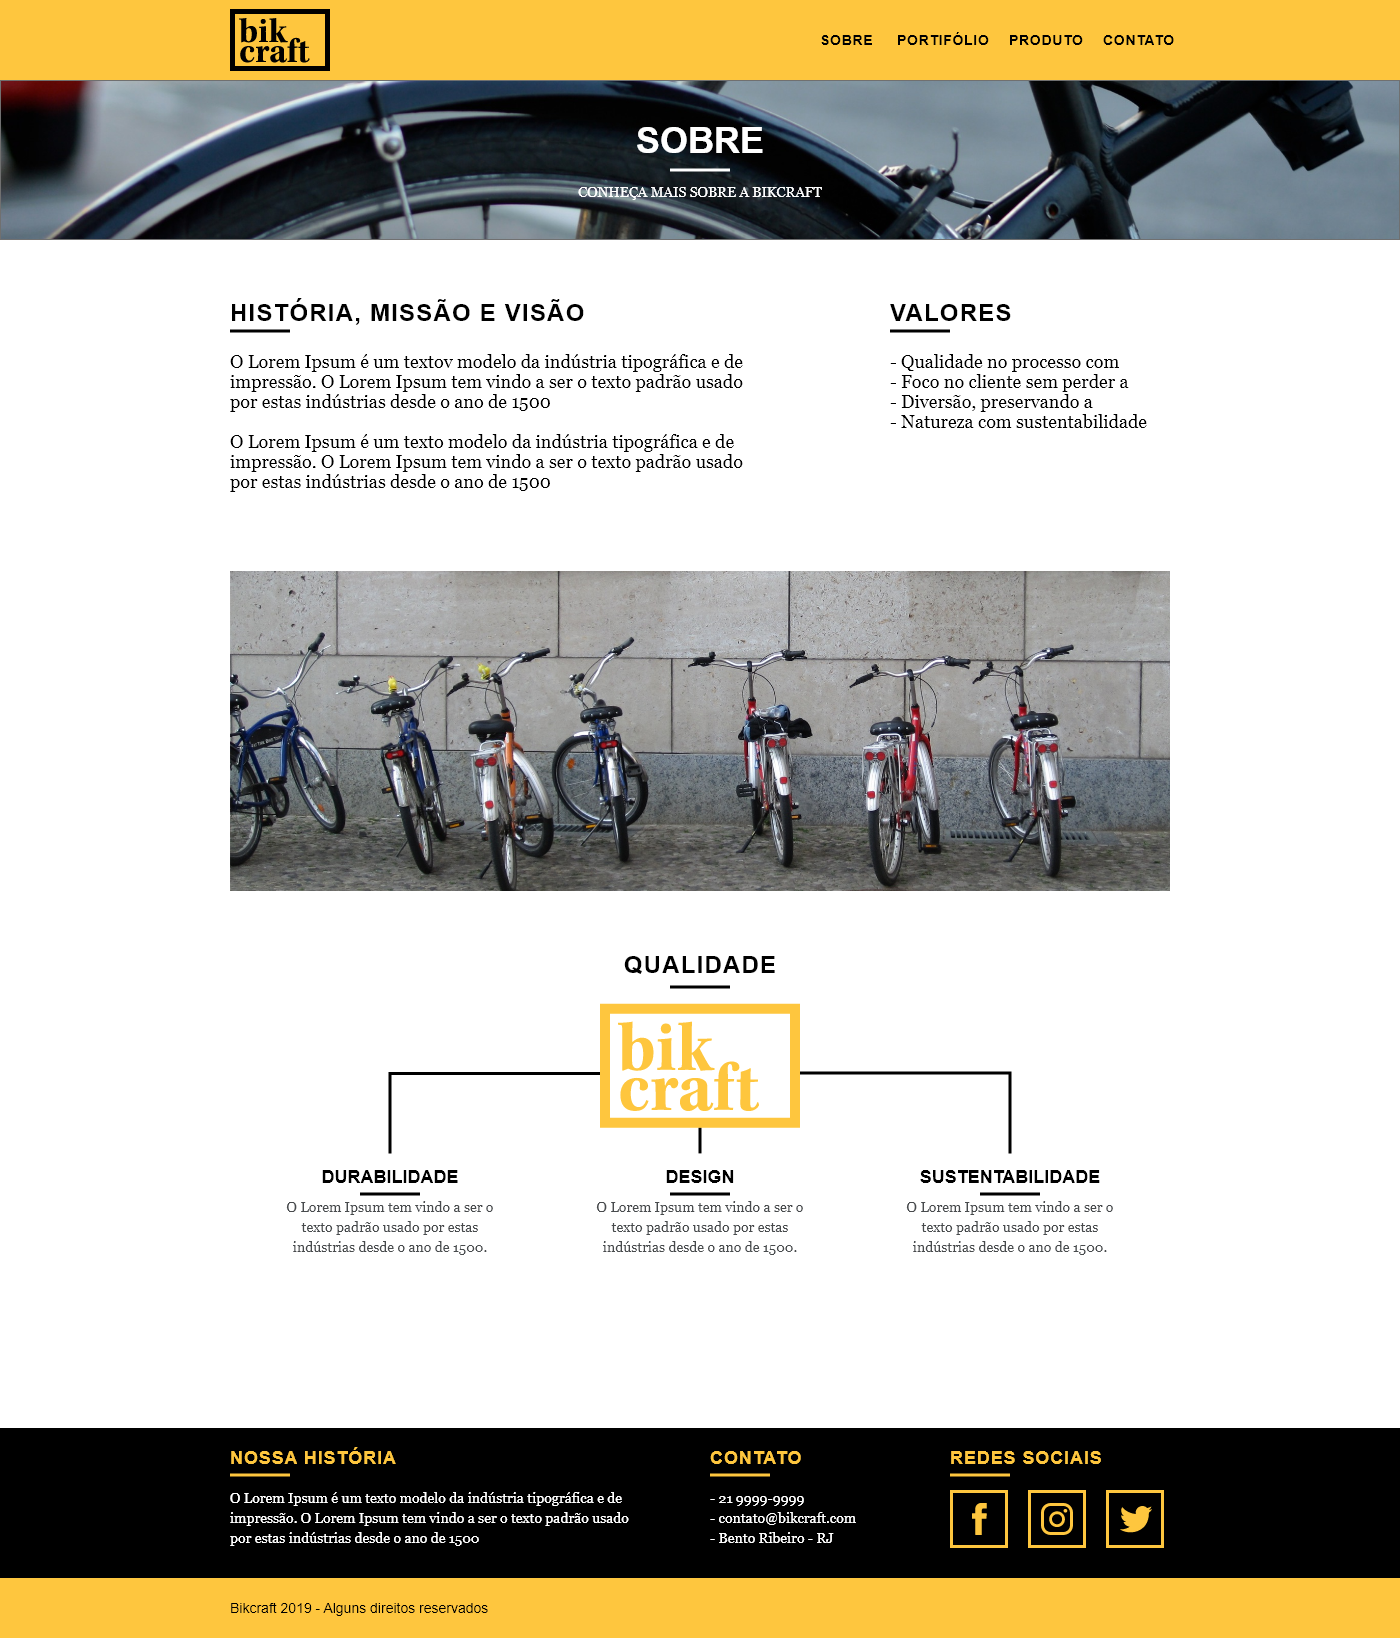 bik
craft
SOBRE PORTIFÓLIO PRODUTO CONTATO
SOBRE
CONHEÇA MAIS SOBRE A BIKCRAFT
HISTÓRIA, MISSÃO E VISÃO
O Lorem Ipsum é um textov modelo da indústria tipográfica e de
impressão. O Lorem Ipsum tem vindo a ser o texto padrão usado
por estas indústrias desde o ano de 1500
O Lorem Ipsum é um texto modelo da indústria tipográfica e de
impressão. O Lorem Ipsum tem vindo a ser o texto padrão usado
por estas indústrias desde o ano de 1500
VALORES
- Qualidade no processo com
- Foco no cliente sem perder a
- Diversão, preservando a
- Natureza com sustentabilidade
QUALIDADE
bik
craft
DURABILIDADE
O Lorem Ipsum tem vindo a ser o
texto padrão usado por estas
indústrias desde o ano de 1500.
DESIGN
O Lorem Ipsum tem vindo a ser o
texto padrão usado por estas
indústrias desde o ano de 1500.
SUSTENTABILIDADE
O Lorem Ipsum tem vindo a ser o
texto padrão usado por estas
indústrias desde o ano de 1500.
NOSSA HISTÓRIA
O Lorem Ipsum é um texto modelo da indústria tipográfica e de
impressão. O Lorem Ipsum tem vindo a ser o texto padrão usado
por estas indústrias desde o ano de 1500
CONTATO
- 21 9999-9999
- contato@bikcraft.com
- Bento Ribeiro - RJ
REDES SOCIAIS
Bikcraft 2019 - Alguns direitos reservados